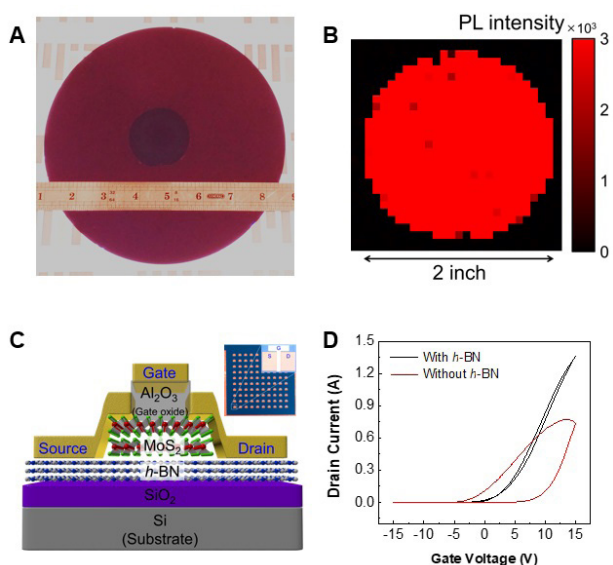 A
1 2 3 4 5 6 7 8 9
B
PL intensity
×10³
3
2
1
0
2 inch
C
Gate
Al₂O₃
(Gate oxide)
MoS₂
Source
Drain
h-BN
SiO₂
Si
(Substrate)
G
S D
D
1.5
1.2
0.9
0.6
0.3
0.0
With h-BN
Without h-BN
Drain Current (A)
-15 -10 -5 0 5 10 15
Gate Voltage (V)